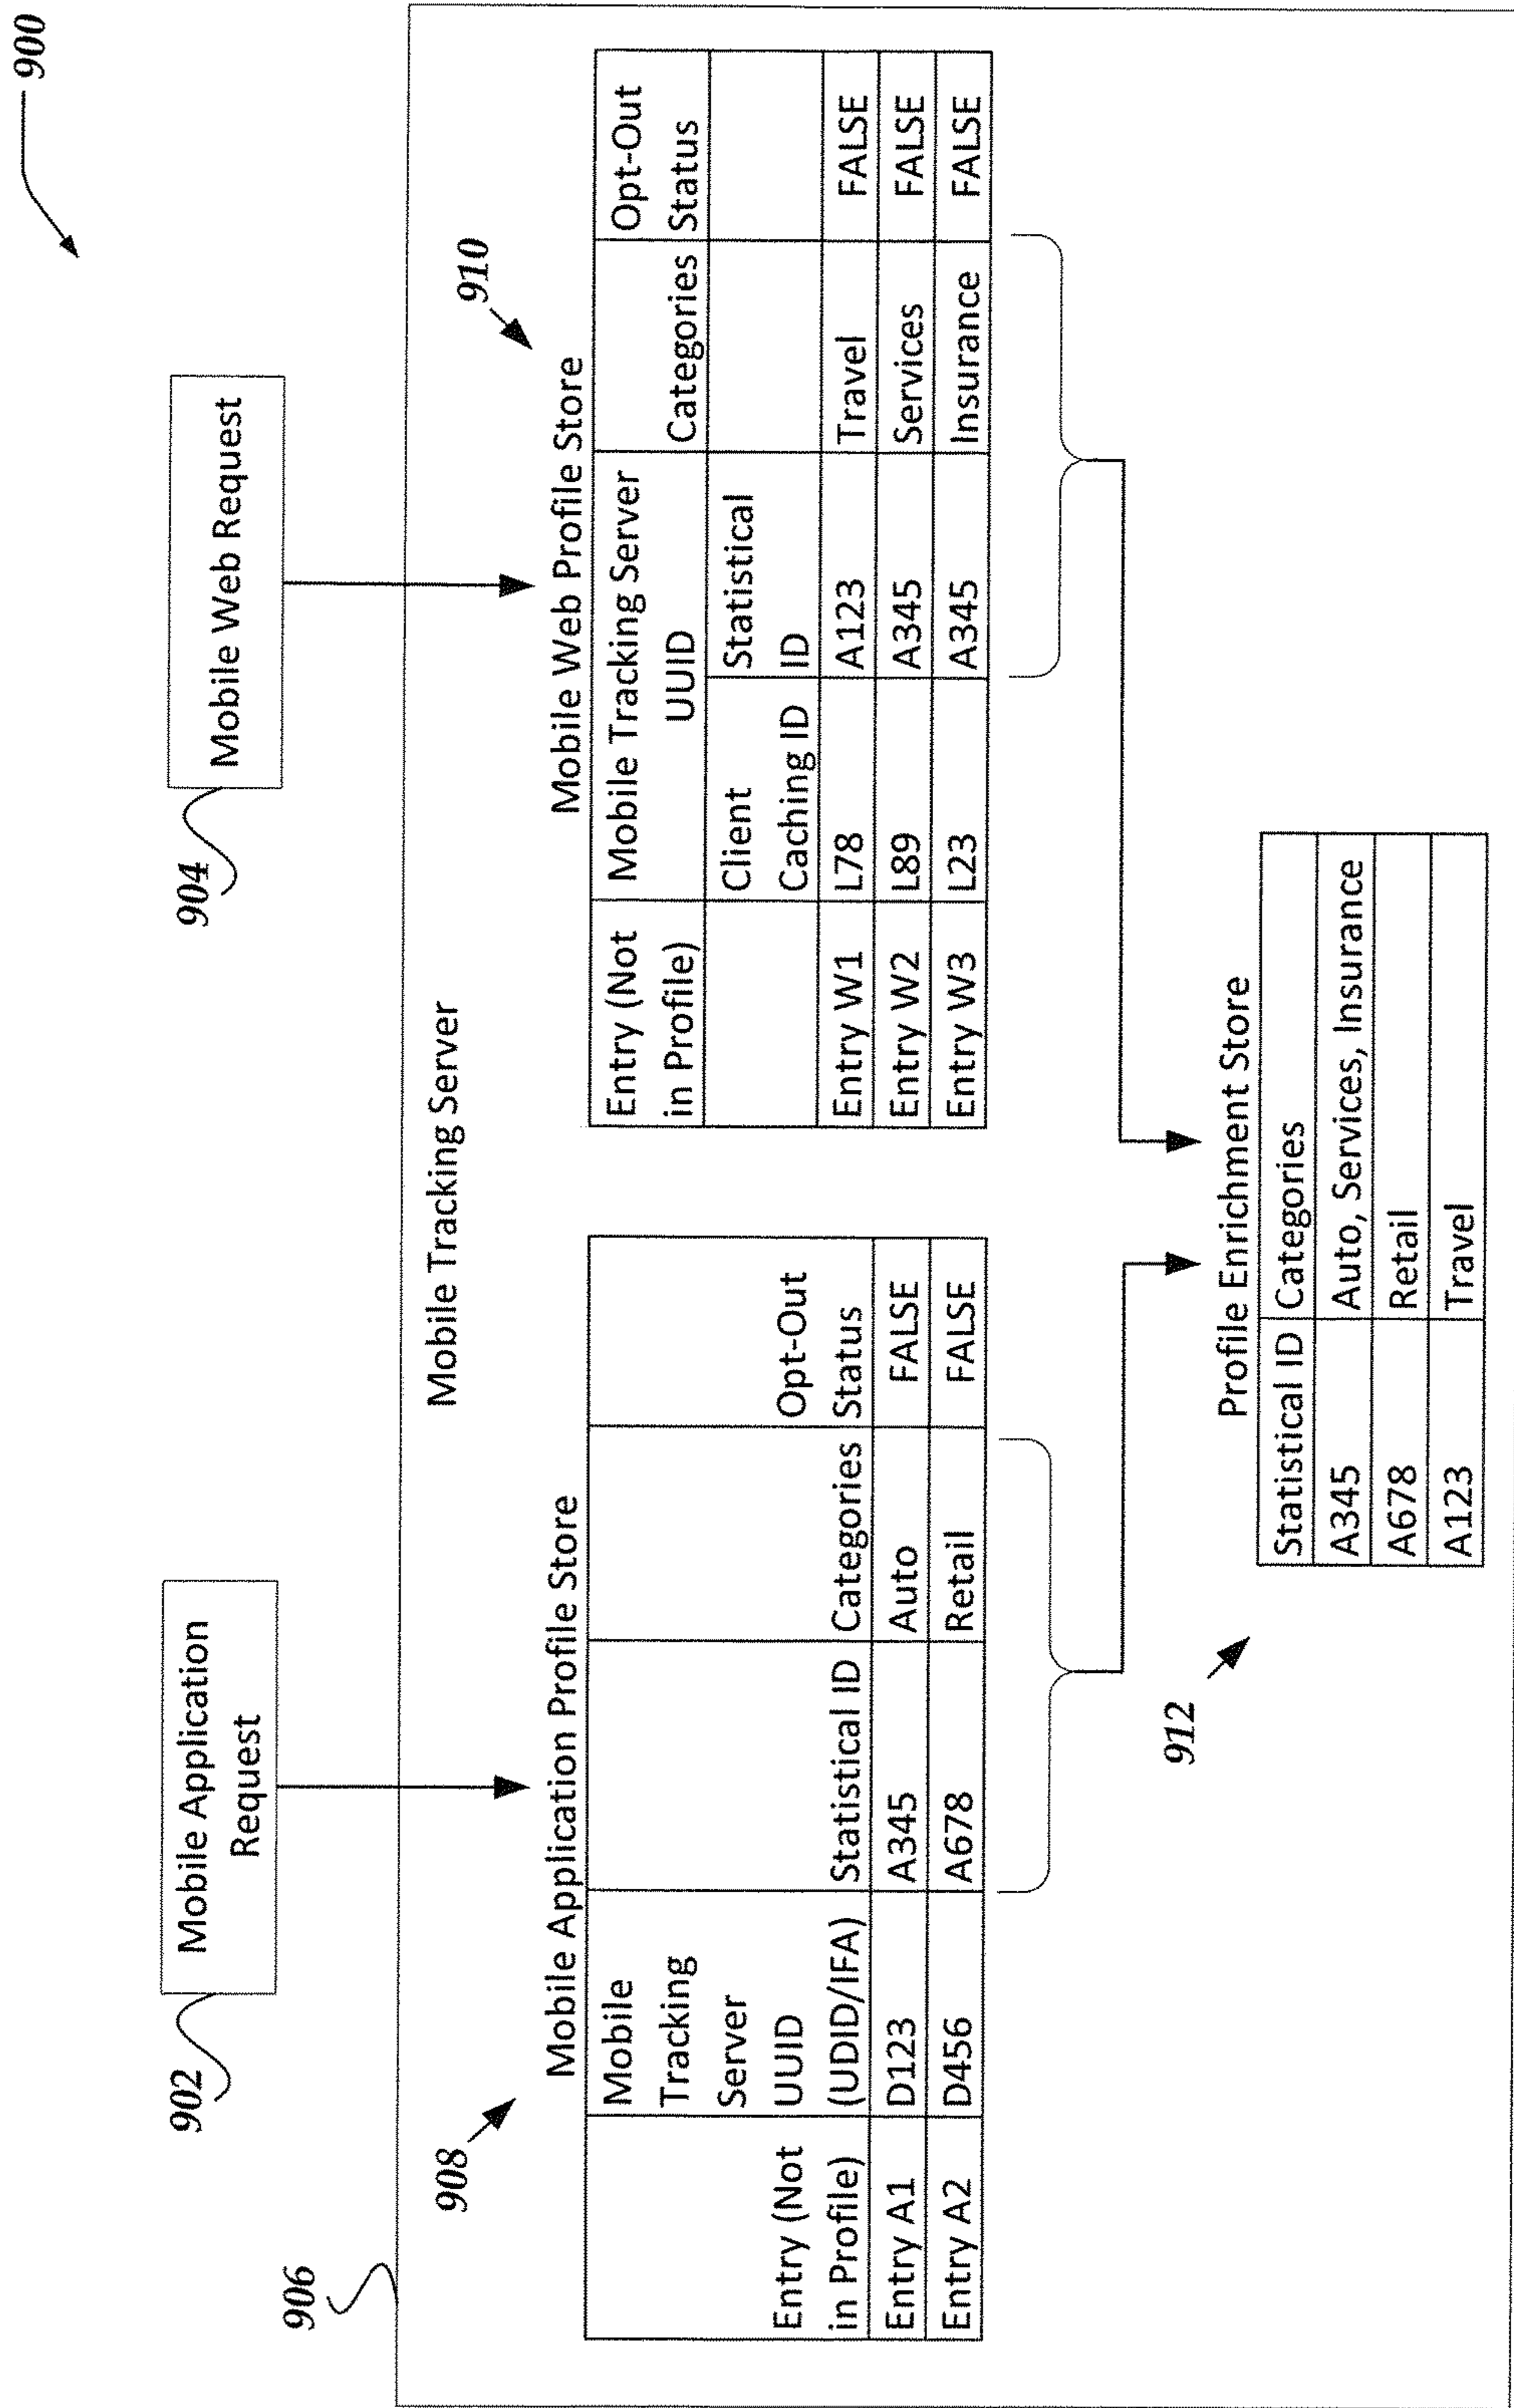 900
902
Mobile Application
Request
904
Mobile Web Request
906
Mobile Tracking Server
908
Mobile Application Profile Store
Entry (Not in Profile) Mobile Tracking Server UUID (UDID/IFA) Statistical ID Categories Opt-Out Status
Entry A1 D123 A345 Auto FALSE
Entry A2 D456 A678 Retail FALSE
910
Mobile Web Profile Store
Entry (Not in Profile) Mobile Tracking Server UUID Categories Opt-Out Status
Client Caching ID Statistical ID
Entry W1 L78 A123 Travel FALSE
Entry W2 L89 A345 Services FALSE
Entry W3 L23 A345 Insurance FALSE
912
Profile Enrichment Store
Statistical ID Categories
A345 Auto, Services, Insurance
A678 Retail
A123 Travel